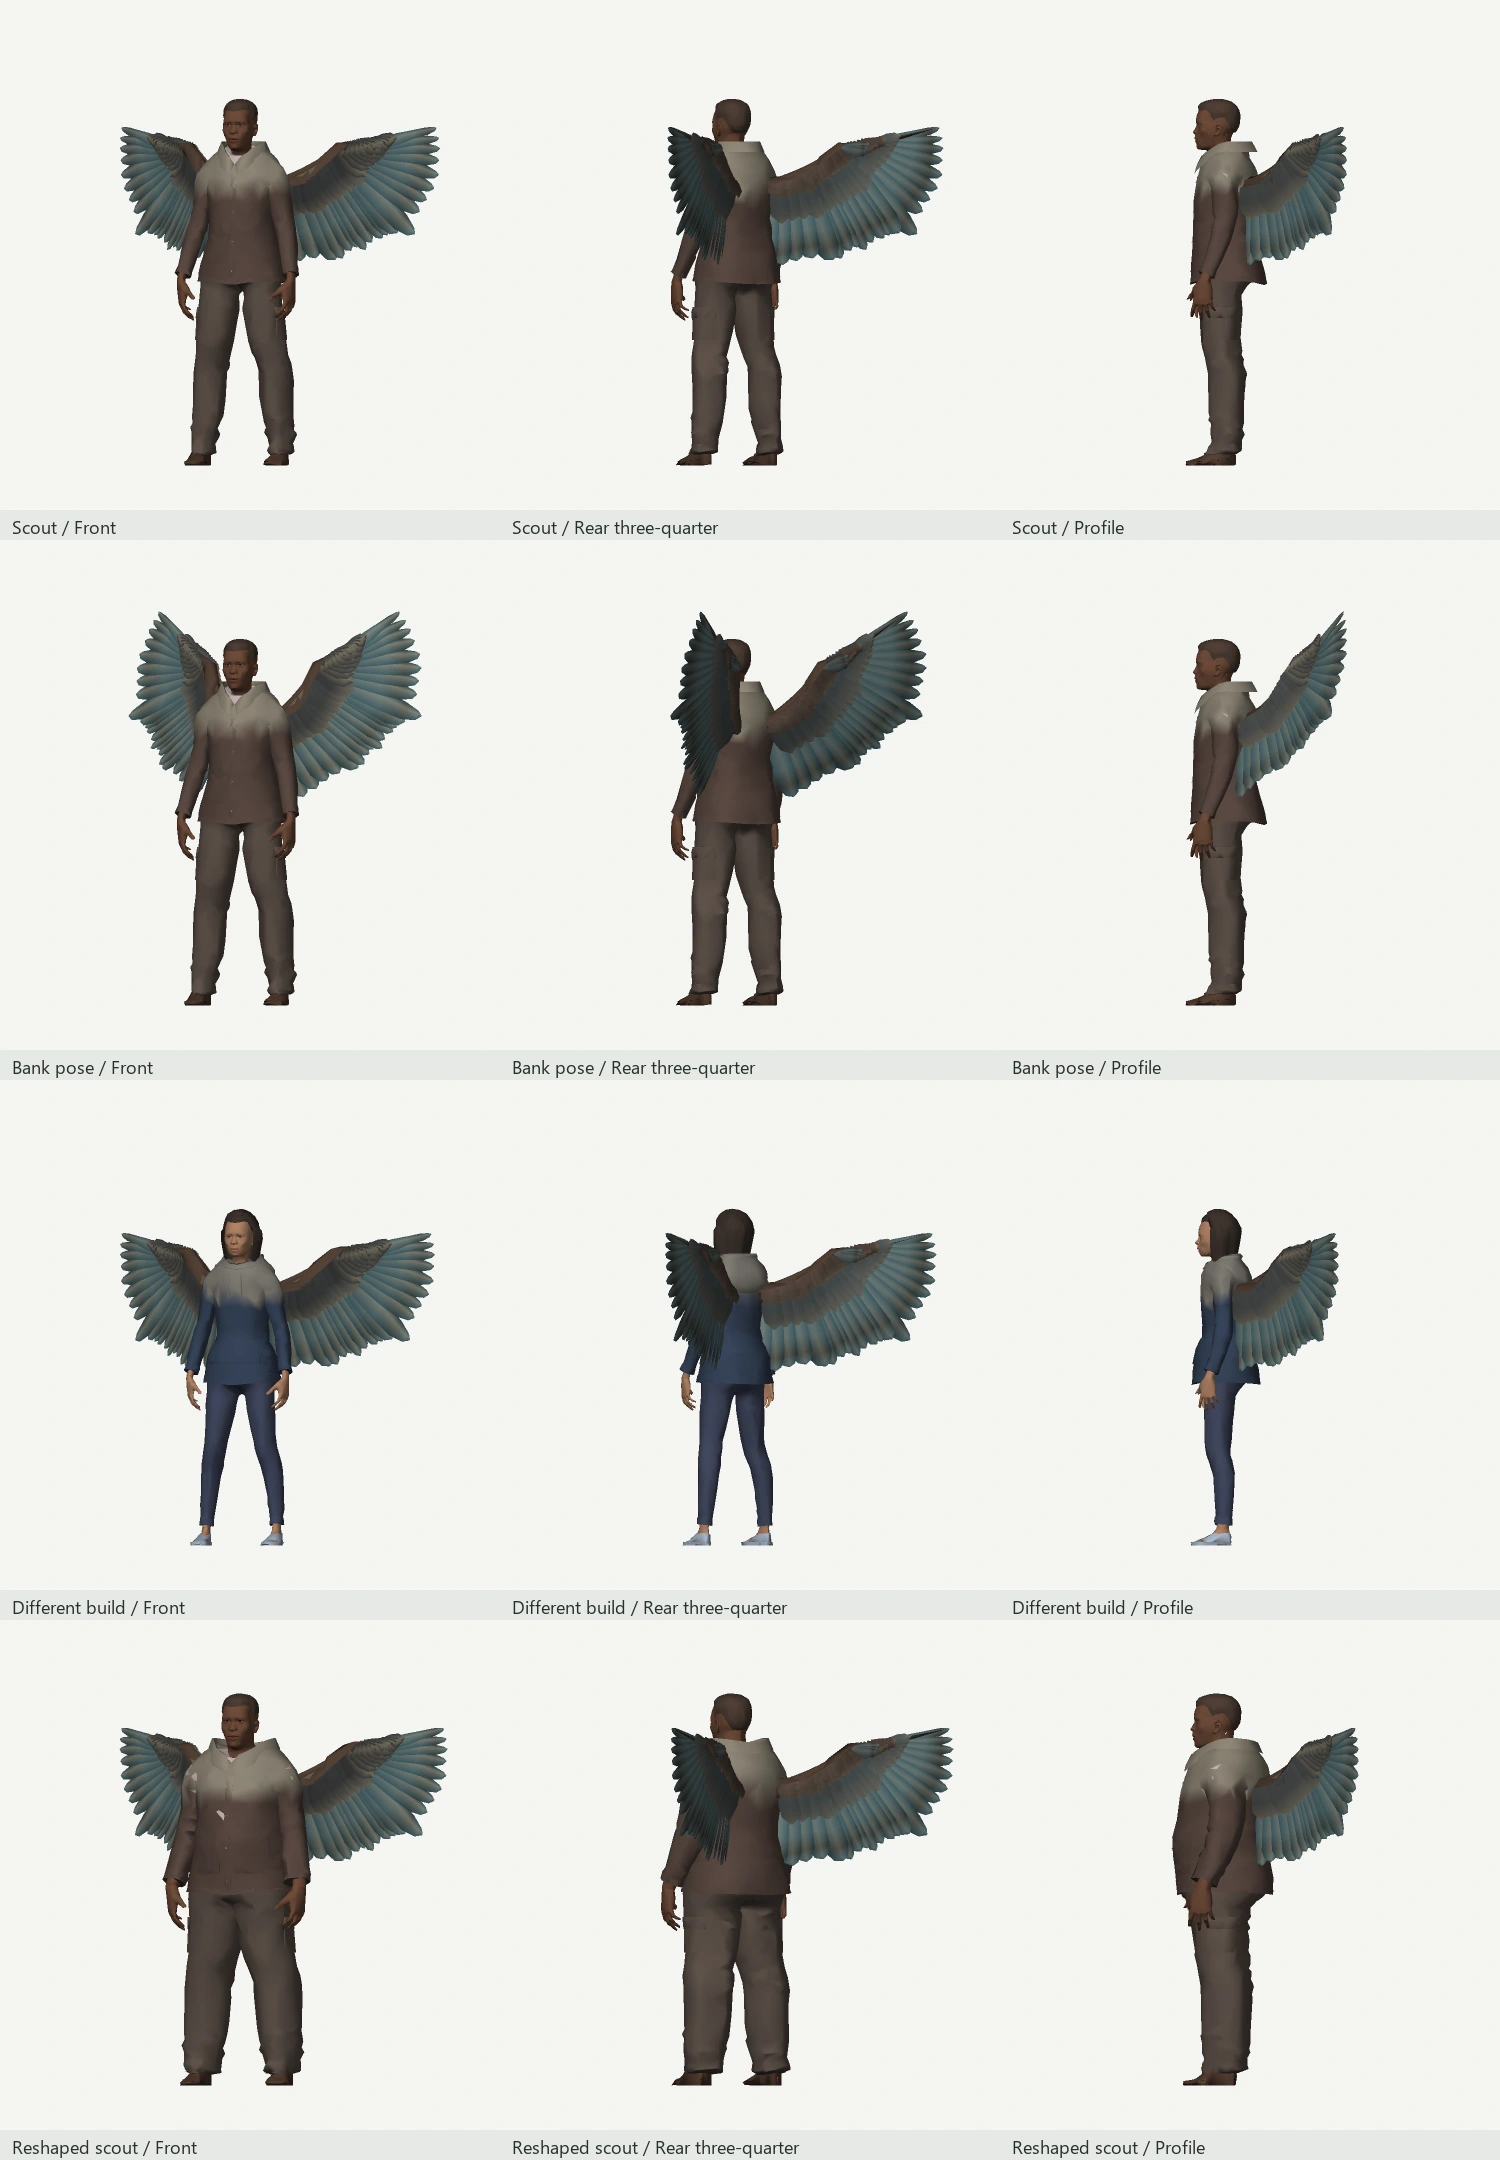 Scout / Front
Scout / Rear three-quarter
Scout / Profile
Bank pose / Front
Bank pose / Rear three-quarter
Bank pose / Profile
Different build / Front
Different build / Rear three-quarter
Different build / Profile
Reshaped scout / Front
Reshaped scout / Rear three-quarter
Reshaped scout / Profile